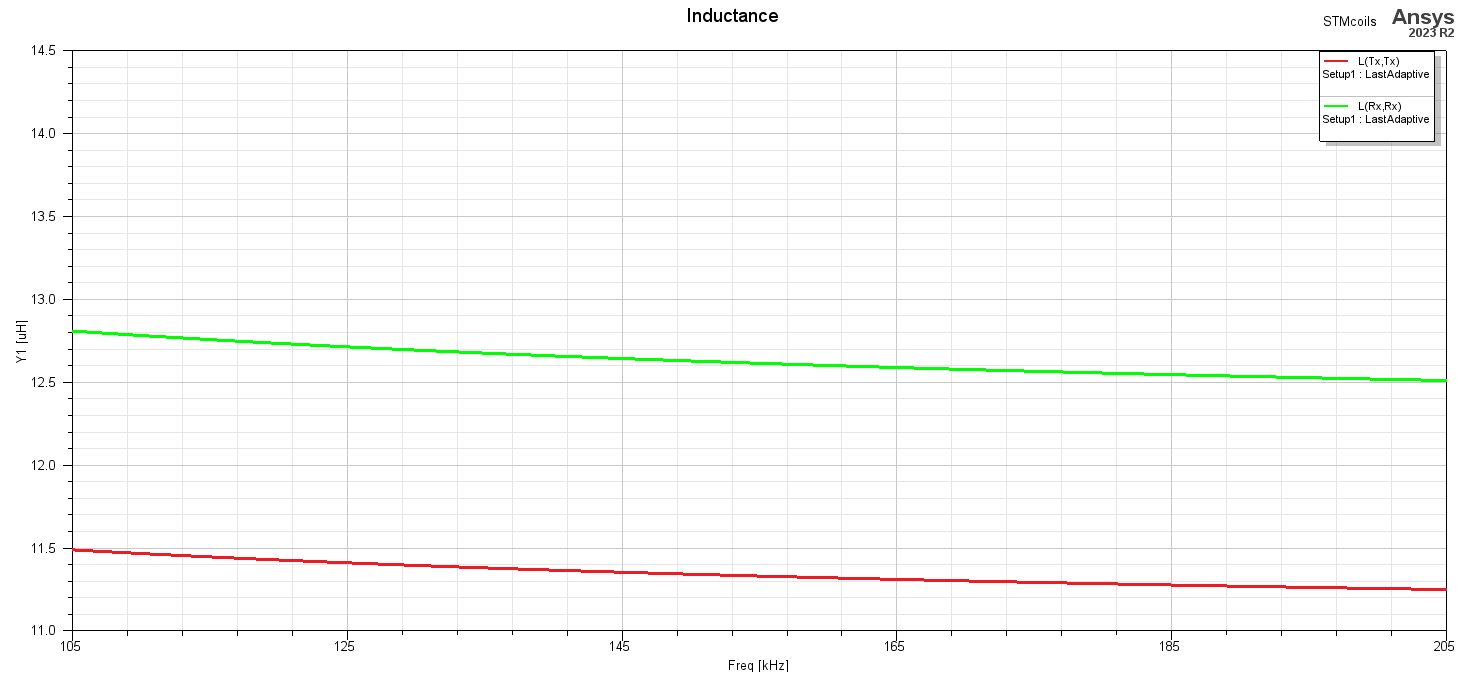 Inductance
STMcoils
Ansys
2023 R2
L(Tx,Tx)
Setup1 : LastAdaptive
L(Rx,Rx)
Setup1 : LastAdaptive
14.5
14.0
13.5
13.0
12.5
12.0
11.5
11.0
Y1 [uH]
105
125
145
165
185
205
Freq [kHz]